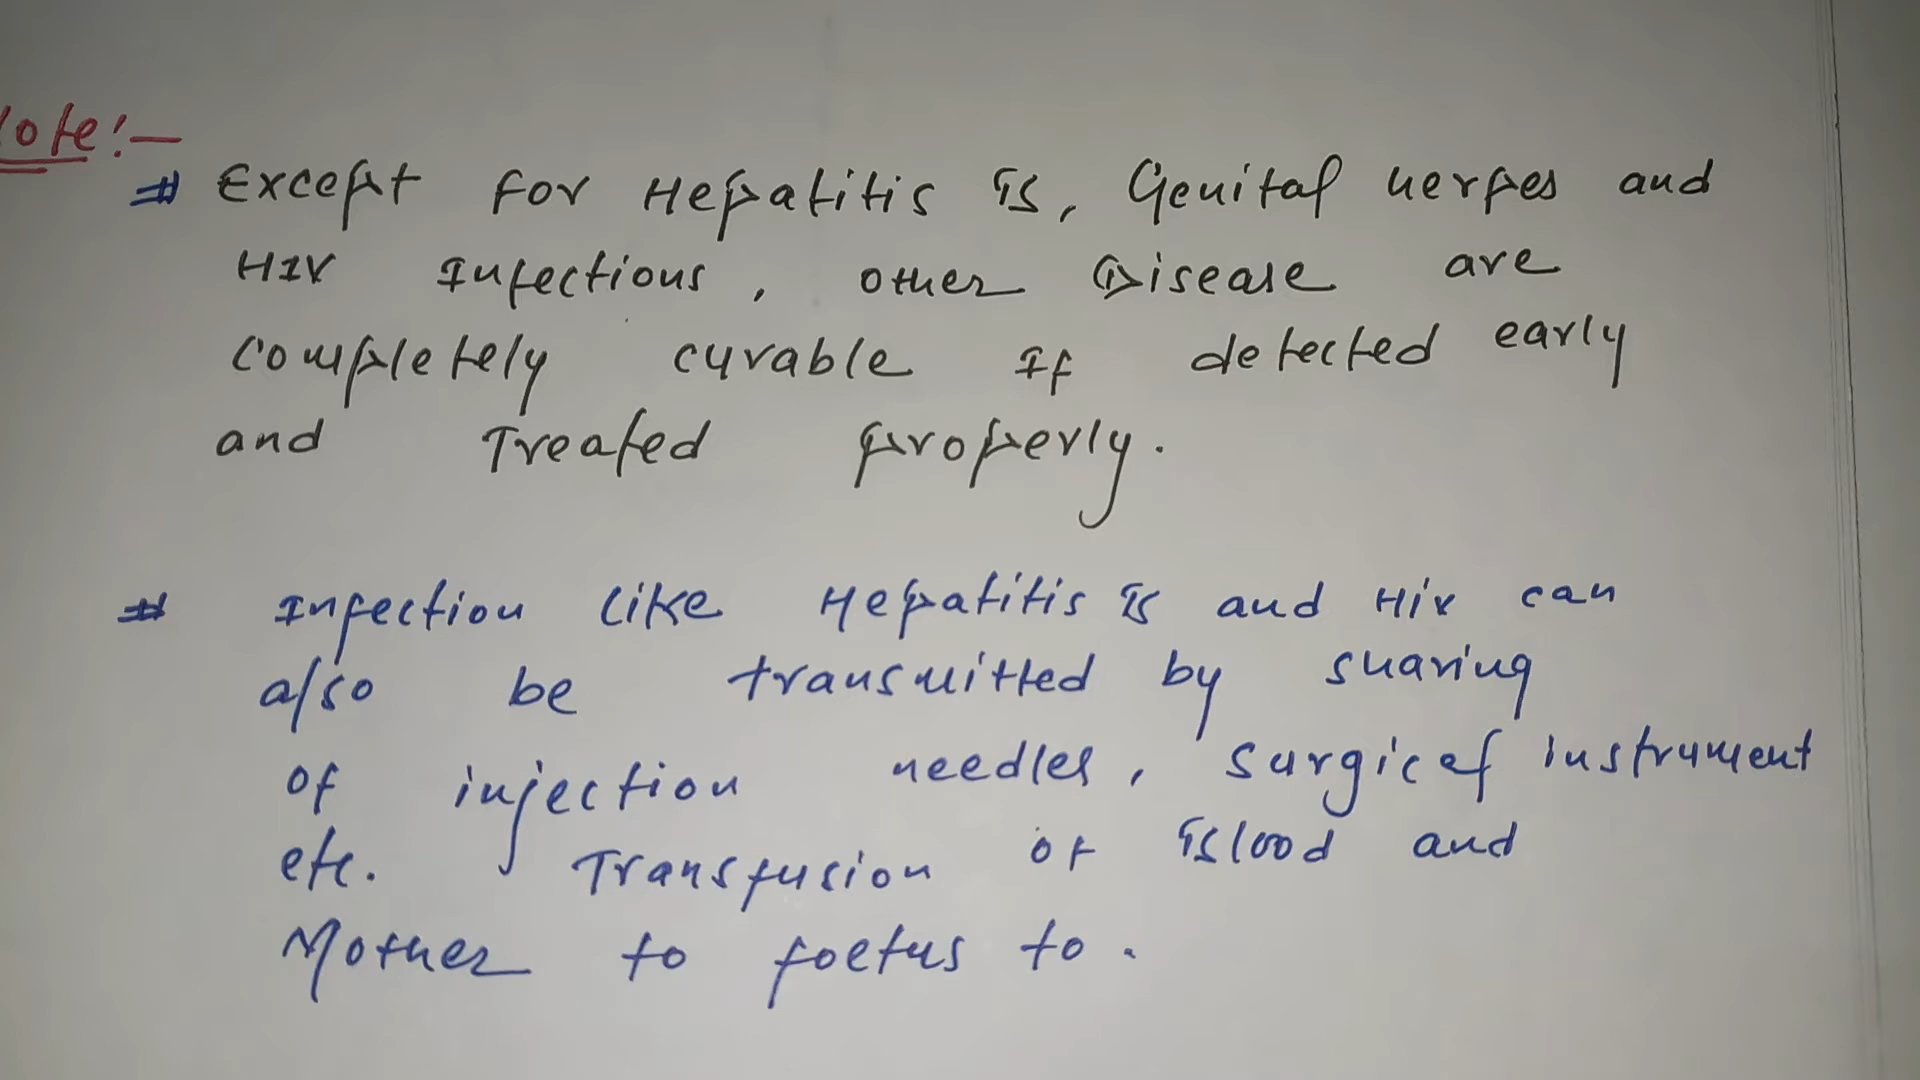 Note:-
# Except for Hepatitis B, Genital herpes and
HIV Infections, other Disease are
completely curable If detected early
and Treated properly.
# Infection like Hepatitis B and HiV can
also be transmitted by sharing
of injection needles, surgical instrument
etc. Transfusion of Blood and
Mother to foetus to.